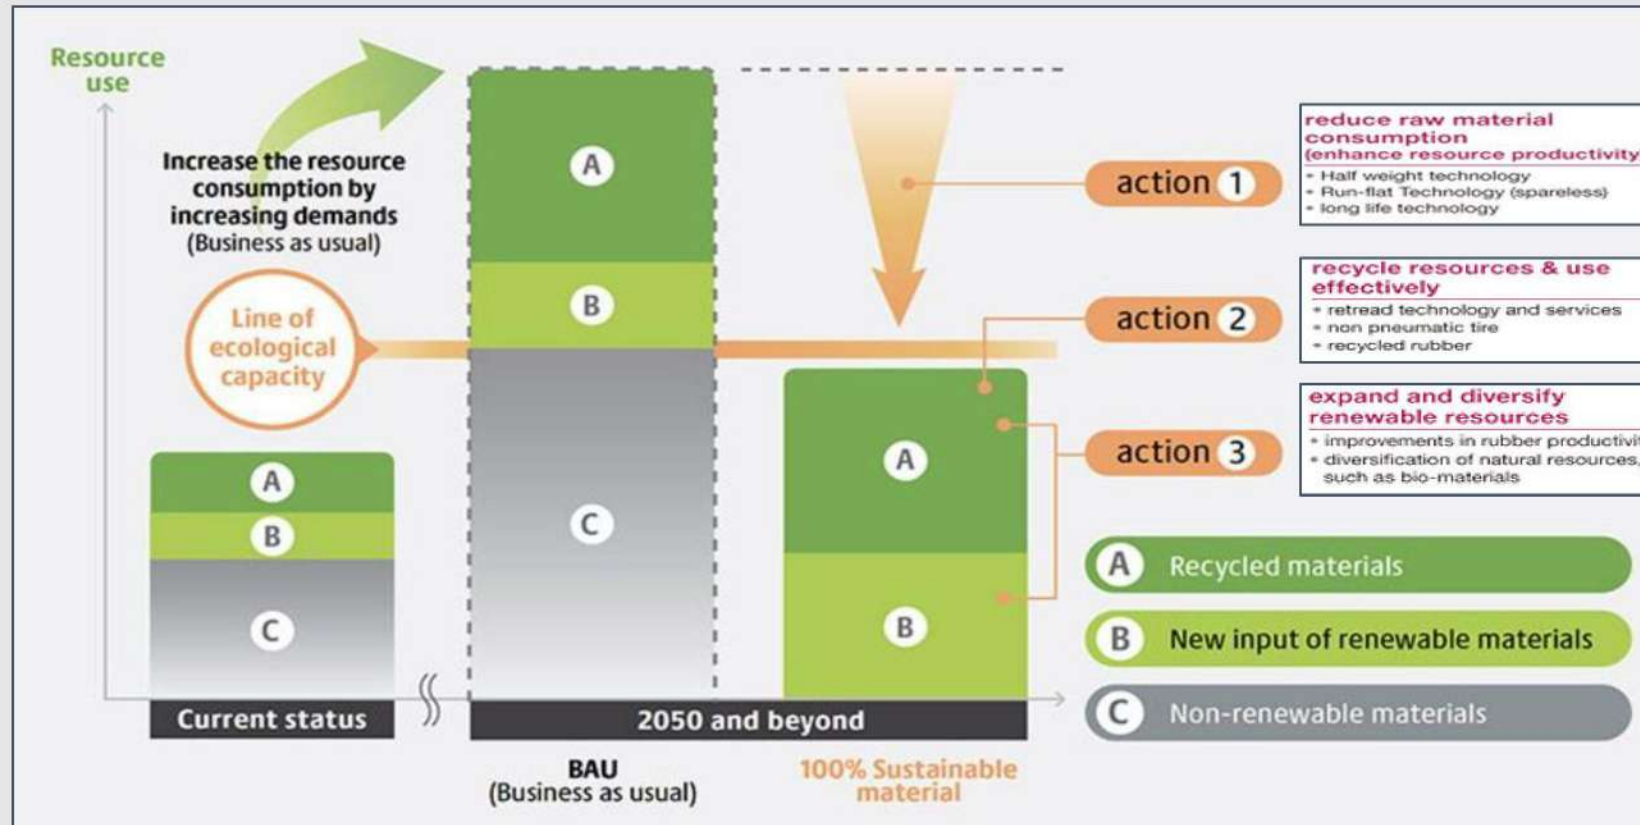 Resource
use
Increase the resource
consumption by
increasing demands
(Business as usual)
Line of
ecological
capacity
A
B
C
A
B
C
A
B
Current status
2050 and beyond
BAU
(Business as usual)
100% Sustainable
material
action 1
reduce raw material
consumption
(enhance resource productivity
• Half weight technology
• Run-flat Technology (spareless)
• long life technology
action 2
recycle resources & use
effectively
• retread technology and services
• non pneumatic tire
• recycled rubber
action 3
expand and diversify
renewable resources
• improvements in rubber productivit
• diversification of natural resources,
such as bio-materials
A Recycled materials
B New input of renewable materials
C Non-renewable materials